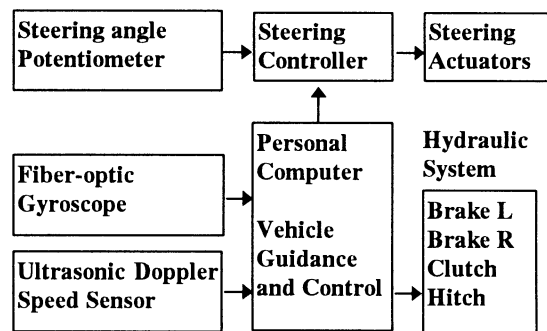 Steering angle
Potentiometer
Steering
Controller
Steering
Actuators
Fiber-optic
Gyroscope
Ultrasonic Doppler
Speed Sensor
Personal
Computer
Vehicle
Guidance
and Control
Hydraulic
System
Brake L
Brake R
Clutch
Hitch